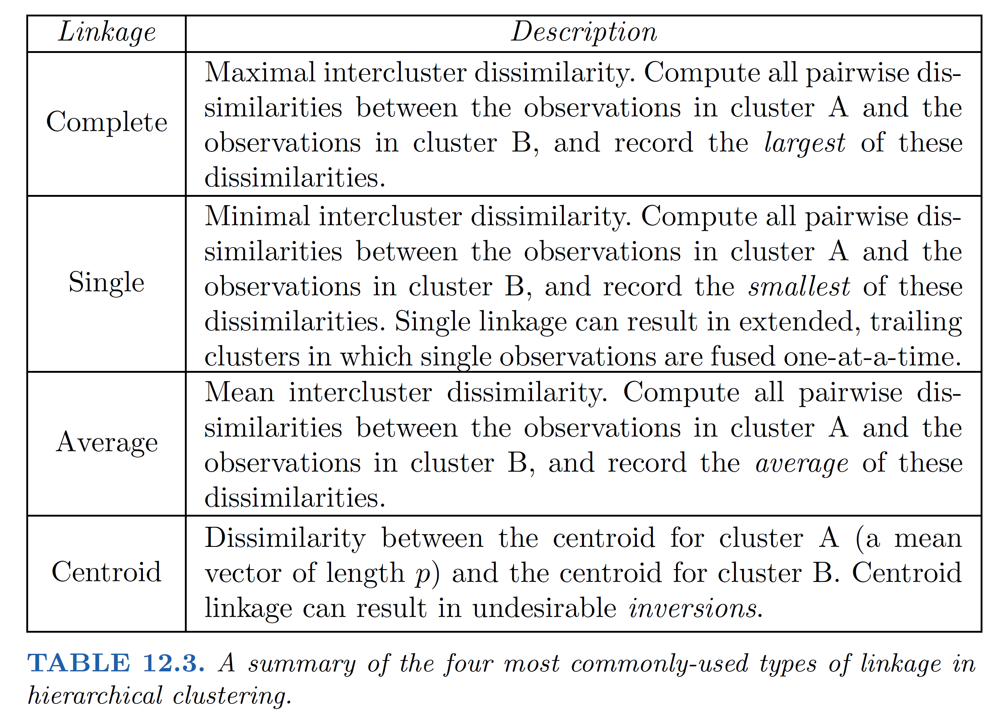 Linkage Description
Complete
Maximal intercluster dissimilarity. Compute all pairwise dis-
similarities between the observations in cluster A and the
observations in cluster B, and record the largest of these
dissimilarities.
Single
Minimal intercluster dissimilarity. Compute all pairwise dis-
similarities between the observations in cluster A and the
observations in cluster B, and record the smallest of these
dissimilarities. Single linkage can result in extended, trailing
clusters in which single observations are fused one-at-a-time.
Average
Mean intercluster dissimilarity. Compute all pairwise dis-
similarities between the observations in cluster A and the
observations in cluster B, and record the average of these
dissimilarities.
Centroid
Dissimilarity between the centroid for cluster A (a mean
vector of length p) and the centroid for cluster B. Centroid
linkage can result in undesirable inversions.
TABLE 12.3. A summary of the four most commonly-used types of linkage in
hierarchical clustering.